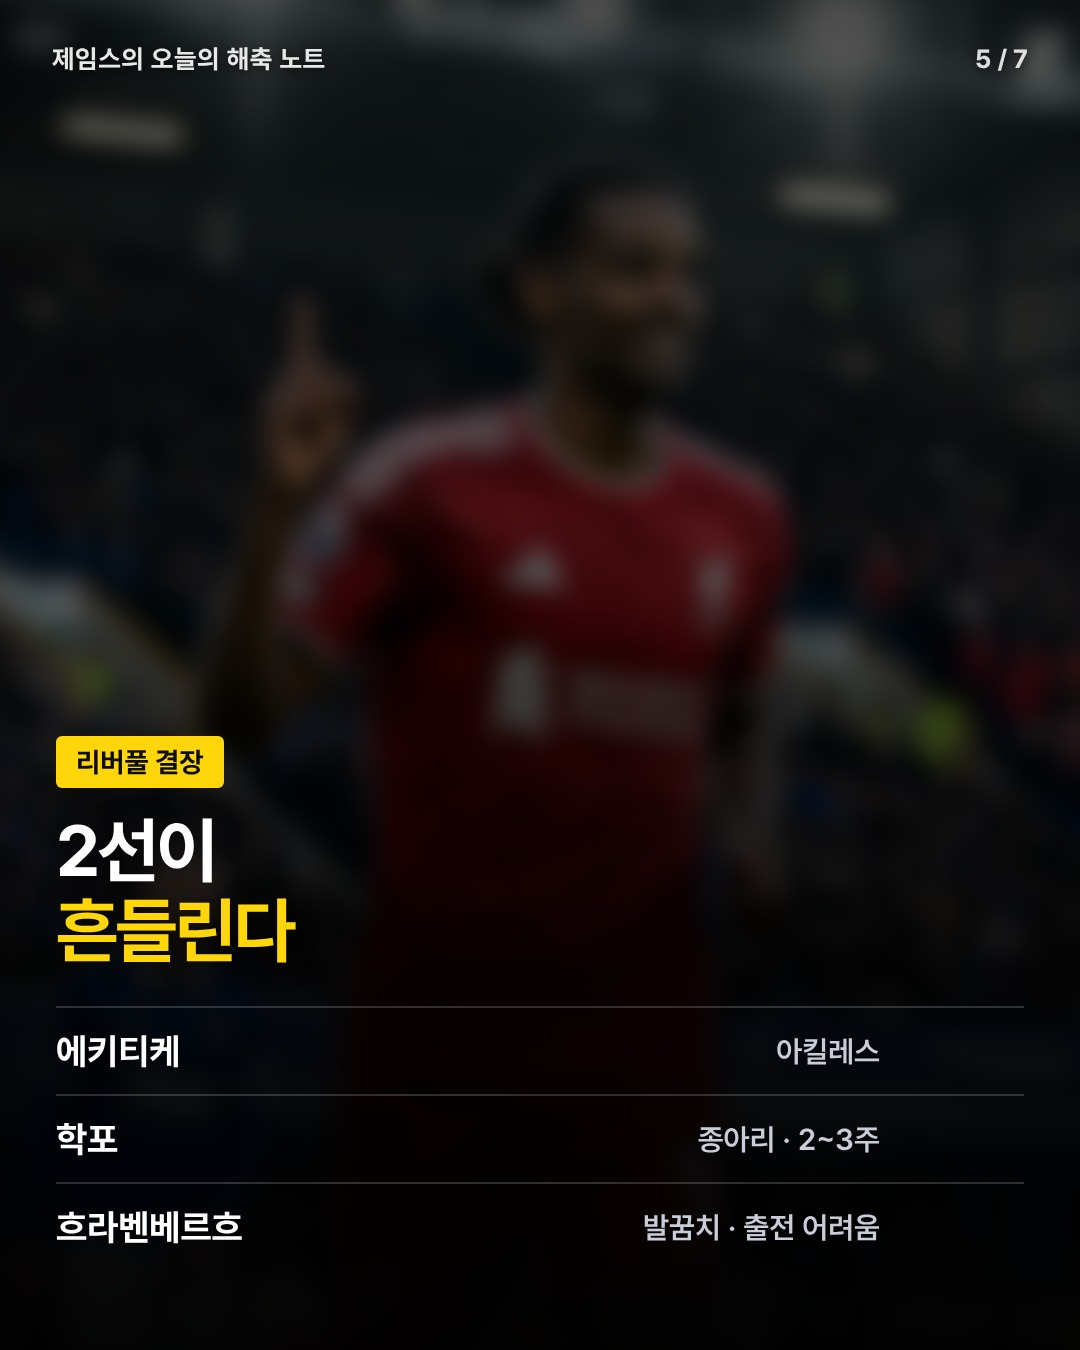 제임스의 오늘의 해축 노트
5 / 7
리버풀 결장
2선이
흔들린다
에키티케 아킬레스
학포 종아리 · 2~3주
흐라벤베르흐 발꿈치 · 출전 어려움